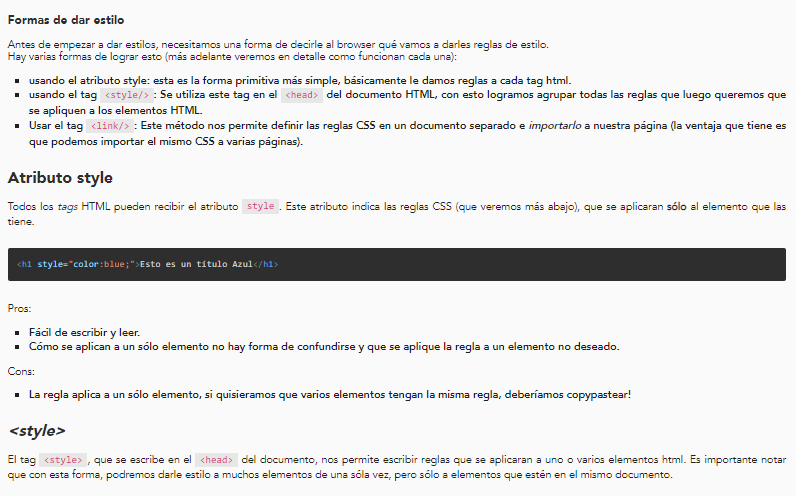 Formas de dar estilo
Antes de empezar a dar estilos, necesitamos una forma de decirle al browser qué vamos a darles reglas de estilo.
Hay varias formas de lograr esto (más adelante veremos en detalle como funcionan cada una):
▪ usando el atributo style: esta es la forma primitiva más simple, básicamente le damos reglas a cada tag html.
▪ usando el tag <style/> : Se utiliza este tag en el <head> del documento HTML, con esto logramos agrupar todas las reglas que luego queremos que
se apliquen a los elementos HTML.
▪ Usar el tag <link/> : Este método nos permite definir las reglas CSS en un documento separado e importarlo a nuestra página (la ventaja que tiene es
que podemos importar el mismo CSS a varias páginas).
Atributo style
Todos los tags HTML pueden recibir el atributo style . Este atributo indica las reglas CSS (que veremos más abajo), que se aplicaran sólo al elemento que las
tiene.
<h1 style="color:blue;">Esto es un título Azul</h1>
Pros:
▪ Fácil de escribir y leer.
▪ Cómo se aplican a un sólo elemento no hay forma de confundirse y que se aplique la regla a un elemento no deseado.
Cons:
▪ La regla aplica a un sólo elemento, si quisieramos que varios elementos tengan la misma regla, deberíamos copypastear!
<style>
El tag <style> , que se escribe en el <head> del documento, nos permite escribir reglas que se aplicaran a uno o varios elementos html. Es importante notar
que con esta forma, podremos darle estilo a muchos elementos de una sóla vez, pero sólo a elementos que estén en el mismo documento.